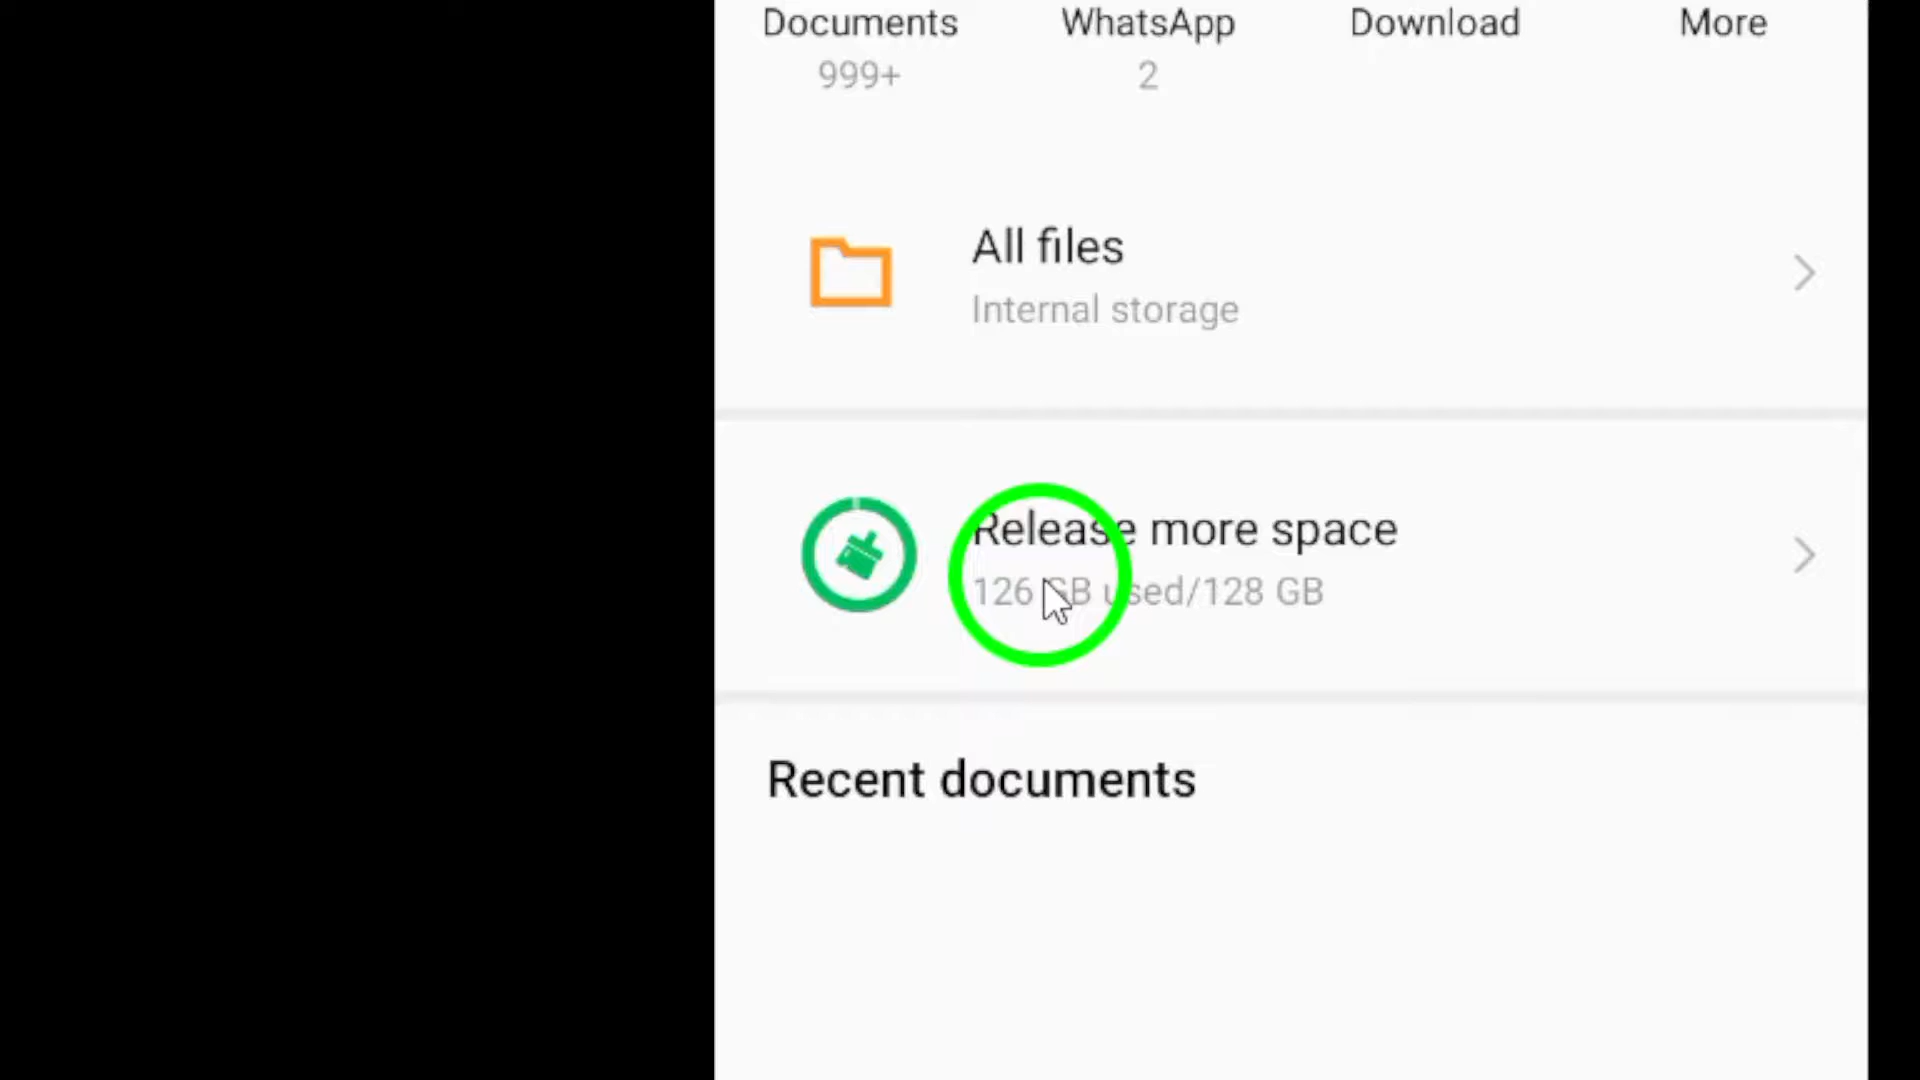 Documents WhatsApp Download More
999+ 2
All files
Internal storage
Release more space
126 GB used/128 GB
Recent documents